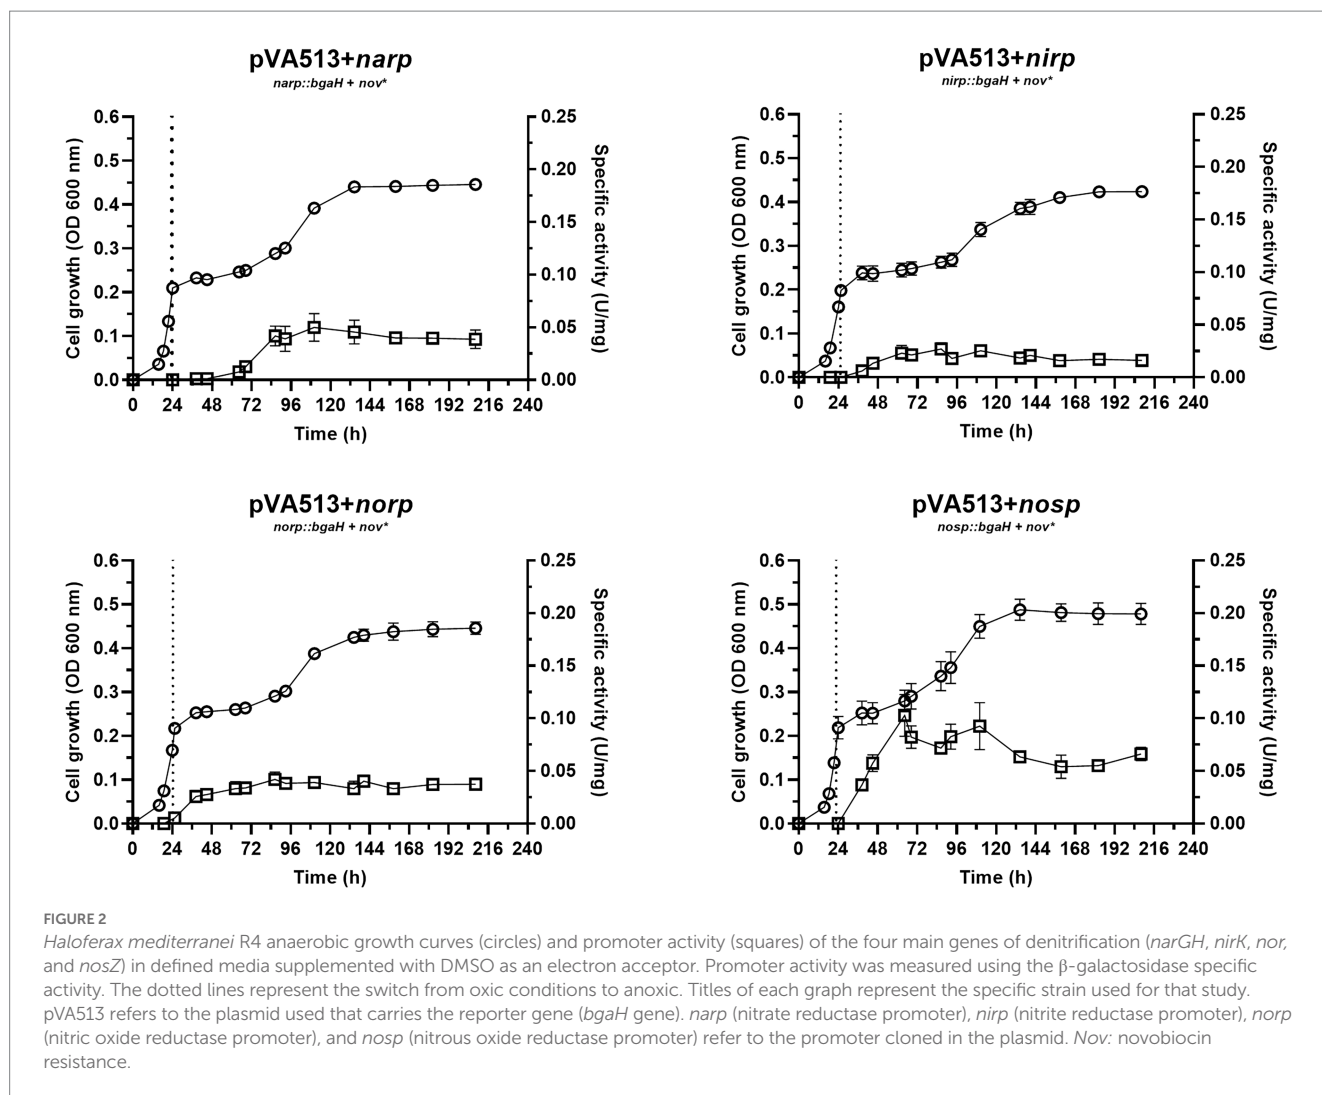 pVA513+narp
narp::bgaH + nov*
0.6
0.5
0.4
0.3
0.2
0.1
0.0
Cell growth (OD 600 nm)
0.25
0.20
0.15
0.10
0.05
0.00
Specific activity (U/mg)
0 24 48 72 96 120 144 168 192 216 240
Time (h)
pVA513+nirp
nirp::bgaH + nov*
0.6
0.5
0.4
0.3
0.2
0.1
0.0
Cell growth (OD 600 nm)
0.25
0.20
0.15
0.10
0.05
0.00
Specific activity (U/mg)
0 24 48 72 96 120 144 168 192 216 240
Time (h)
pVA513+norp
norp::bgaH + nov*
0.6
0.5
0.4
0.3
0.2
0.1
0.0
Cell growth (OD 600 nm)
0.25
0.20
0.15
0.10
0.05
0.00
Specific activity (U/mg)
0 24 48 72 96 120 144 168 192 216 240
Time (h)
pVA513+nosp
nosp::bgaH + nov*
0.6
0.5
0.4
0.3
0.2
0.1
0.0
Cell growth (OD 600 nm)
0.25
0.20
0.15
0.10
0.05
0.00
Specific activity (U/mg)
0 24 48 72 96 120 144 168 192 216 240
Time (h)
FIGURE 2
Haloferax mediterranei R4 anaerobic growth curves (circles) and promoter activity (squares) of the four main genes of denitrification (narGH, nirK, nor,
and nosZ) in defined media supplemented with DMSO as an electron acceptor. Promoter activity was measured using the β-galactosidase specific
activity. The dotted lines represent the switch from oxic conditions to anoxic. Titles of each graph represent the specific strain used for that study.
pVA513 refers to the plasmid used that carries the reporter gene (bgaH gene). narp (nitrate reductase promoter), nirp (nitrite reductase promoter), norp
(nitric oxide reductase promoter), and nosp (nitrous oxide reductase promoter) refer to the promoter cloned in the plasmid. Nov: novobiocin
resistance.